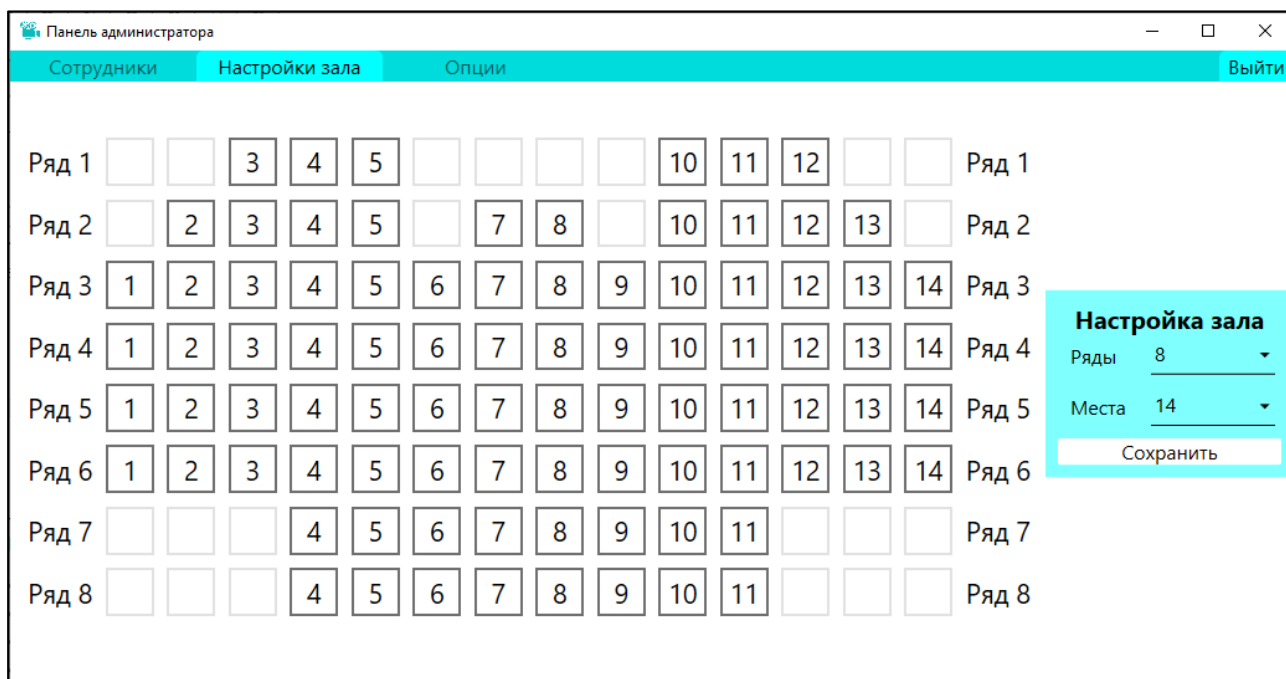 Панель администратора
Сотрудники Настройки зала Опции Выйти
Ряд 1 3 4 5 10 11 12 Ряд 1
Ряд 2 2 3 4 5 7 8 10 11 12 13 Ряд 2
Ряд 3 1 2 3 4 5 6 7 8 9 10 11 12 13 14 Ряд 3
Ряд 4 1 2 3 4 5 6 7 8 9 10 11 12 13 14 Ряд 4
Ряд 5 1 2 3 4 5 6 7 8 9 10 11 12 13 14 Ряд 5
Ряд 6 1 2 3 4 5 6 7 8 9 10 11 12 13 14 Ряд 6
Ряд 7 4 5 6 7 8 9 10 11 Ряд 7
Ряд 8 4 5 6 7 8 9 10 11 Ряд 8
Настройка зала
Ряды 8
Места 14
Сохранить